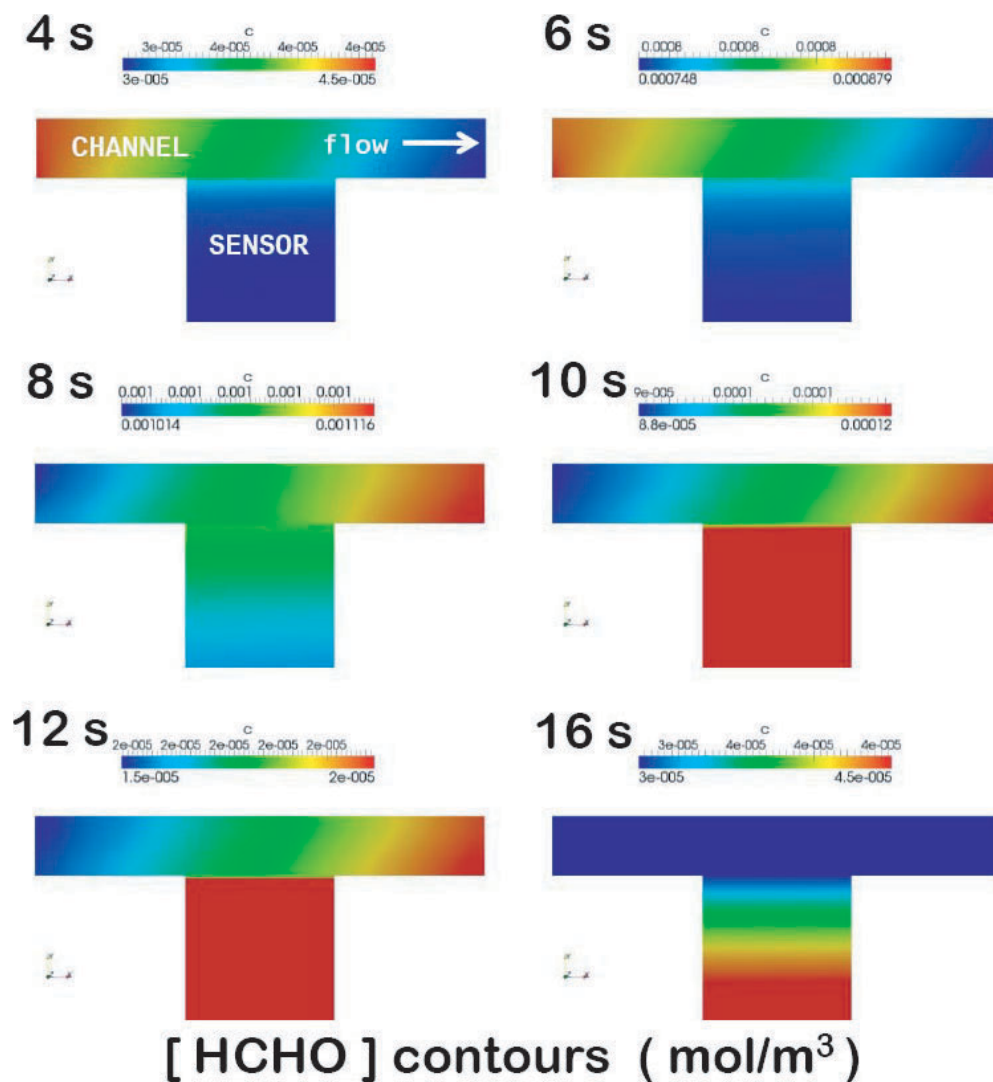 4 s
c
3e-005 4e-005 4e-005 4e-005
3e-005 4.5e-005
CHANNEL flow
SENSOR
6 s
c
0.0008 0.0008 0.0008
0.000748 0.000879
8 s
c
0.001 0.001 0.001 0.001 0.001
0.001014 0.001116
10 s
c
9e-005 0.0001 0.0001
8.8e-005 0.00012
12 s
c
2e-005 2e-005 2e-005 2e-005 2e-005
1.5e-005 2e-005
16 s
c
3e-005 4e-005 4e-005 4e-005
3e-005 4.5e-005
[ HCHO ] contours ( mol/m³ )